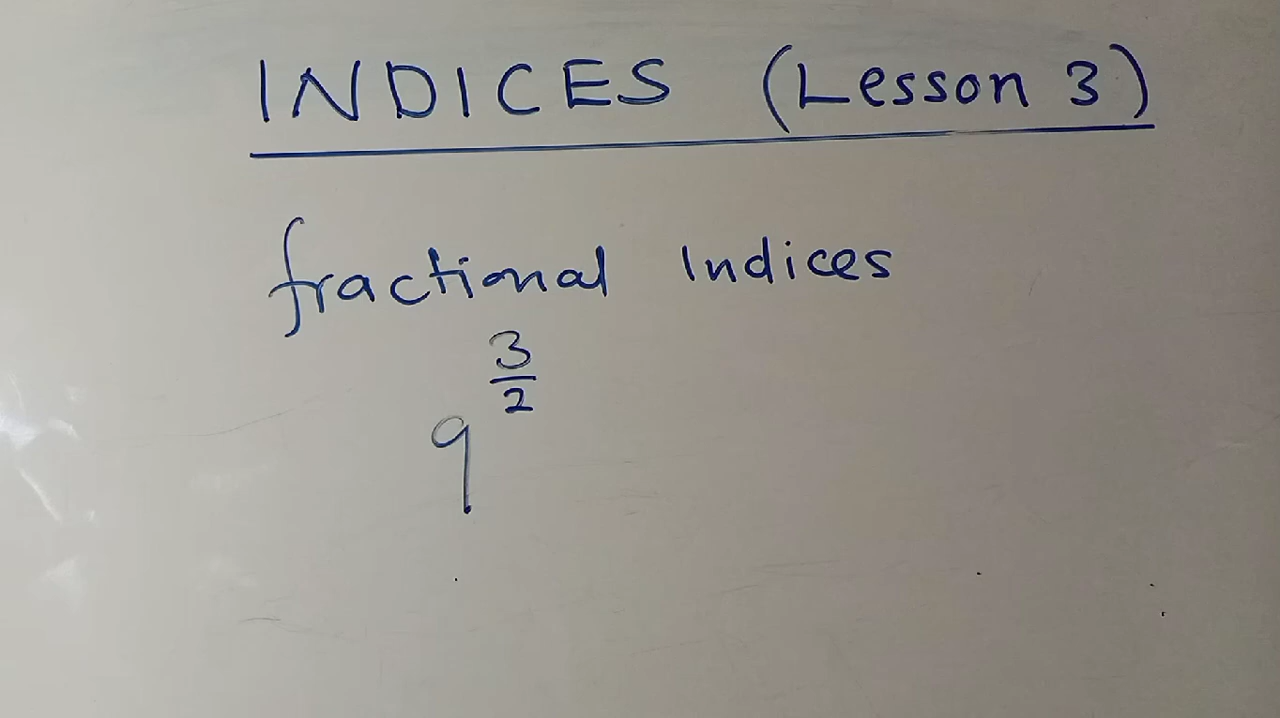 INDICES (Lesson 3)
fractional Indices
9^{3/2}